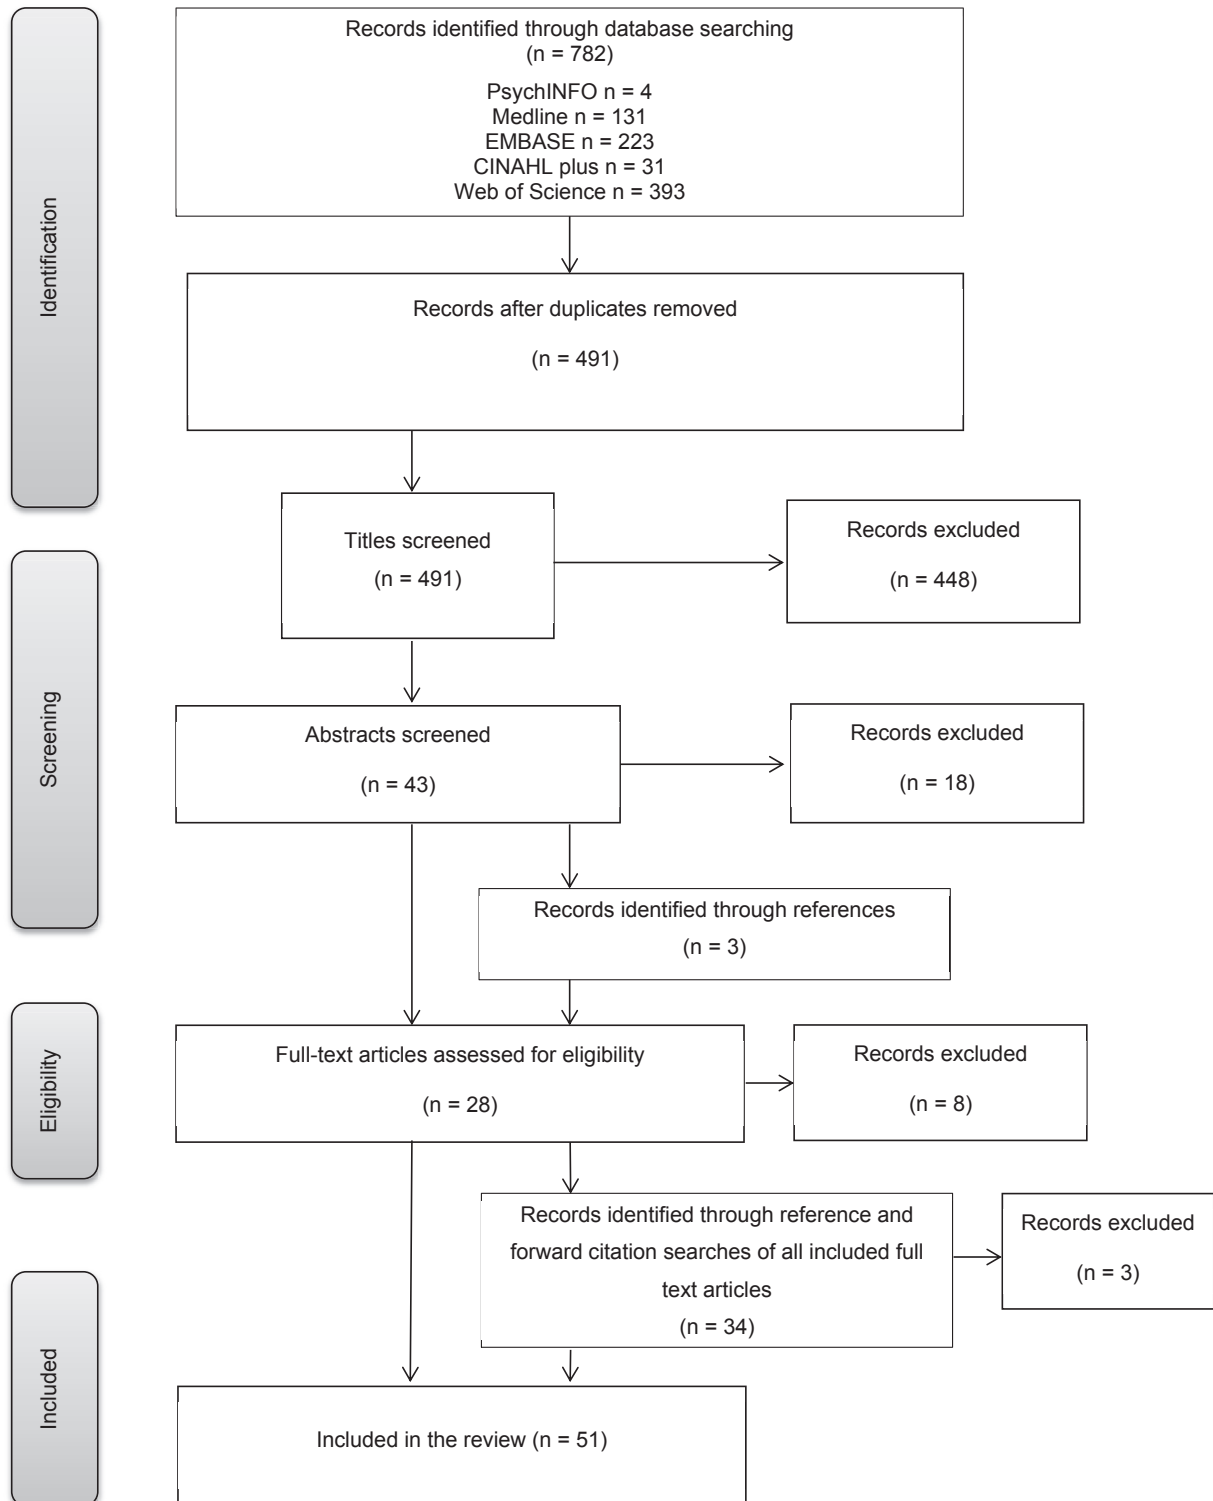 Identification
Records identified through database searching
(n = 782)
PsychINFO n = 4
Medline n = 131
EMBASE n = 223
CINAHL plus n = 31
Web of Science n = 393
Records after duplicates removed
(n = 491)
Titles screened
(n = 491)
Records excluded
(n = 448)
Screening
Abstracts screened
(n = 43)
Records excluded
(n = 18)
Records identified through references
(n = 3)
Eligibility
Full-text articles assessed for eligibility
(n = 28)
Records excluded
(n = 8)
Records identified through reference and
forward citation searches of all included full
text articles
(n = 34)
Records excluded
(n = 3)
Included
Included in the review (n = 51)